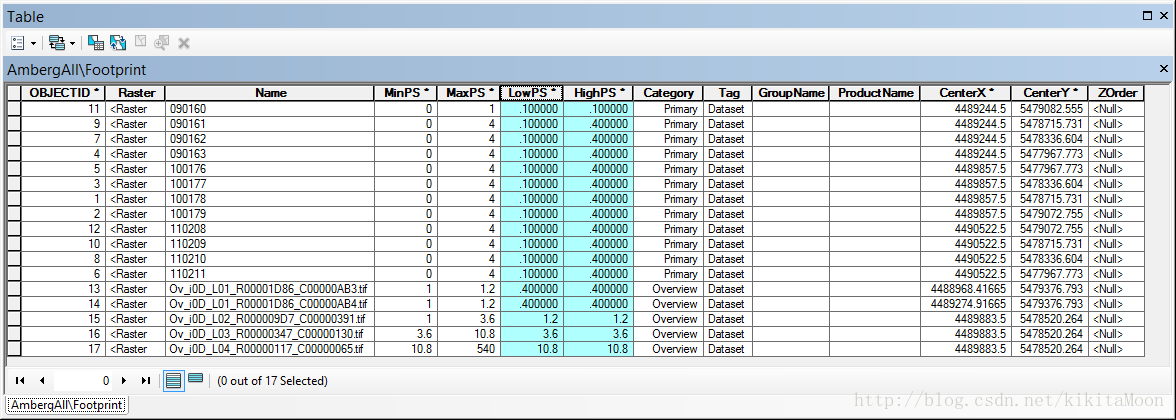 Table
AmbergAll\Footprint
OBJECTID * Raster Name MinPS * MaxPS * LowPS * HighPS * Category Tag GroupName ProductName CenterX * CenterY * ZOrder
11 <Raster 090160 0 1 .100000 .100000 Primary Dataset 4489244.5 5479082.555 <Null>
9 <Raster 090161 0 4 .100000 .400000 Primary Dataset 4489244.5 5478715.731 <Null>
7 <Raster 090162 0 4 .100000 .400000 Primary Dataset 4489244.5 5478336.604 <Null>
4 <Raster 090163 0 4 .100000 .400000 Primary Dataset 4489244.5 5477967.773 <Null>
5 <Raster 100176 0 4 .100000 .400000 Primary Dataset 4489857.5 5477967.773 <Null>
3 <Raster 100177 0 4 .100000 .400000 Primary Dataset 4489857.5 5478336.604 <Null>
1 <Raster 100178 0 4 .100000 .400000 Primary Dataset 4489857.5 5478715.731 <Null>
2 <Raster 100179 0 4 .100000 .400000 Primary Dataset 4489857.5 5479072.755 <Null>
12 <Raster 110208 0 4 .100000 .400000 Primary Dataset 4490522.5 5479072.755 <Null>
10 <Raster 110209 0 4 .100000 .400000 Primary Dataset 4490522.5 5478715.731 <Null>
8 <Raster 110210 0 4 .100000 .400000 Primary Dataset 4490522.5 5478336.604 <Null>
6 <Raster 110211 0 4 .100000 .400000 Primary Dataset 4490522.5 5477967.773 <Null>
13 <Raster Ov_i0D_L01_R00001D86_C00000AB3.tif 1 1.2 .400000 .400000 Overview Dataset 4488968.41665 5479376.793 <Null>
14 <Raster Ov_i0D_L01_R00001D86_C00000AB4.tif 1 1.2 .400000 .400000 Overview Dataset 4489274.91665 5479376.793 <Null>
15 <Raster Ov_i0D_L02_R000009D7_C00000391.tif 1 3.6 1.2 1.2 Overview Dataset 4489883.5 5478520.264 <Null>
16 <Raster Ov_i0D_L03_R00000347_C00000130.tif 3.6 10.8 3.6 3.6 Overview Dataset 4489883.5 5478520.264 <Null>
17 <Raster Ov_i0D_L04_R00000117_C00000065.tif 10.8 540 10.8 10.8 Overview Dataset 4489883.5 5478520.264 <Null>
0 (0 out of 17 Selected)
AmbergAll\Footprint
http://blog.csdn.net/kikitaMoon